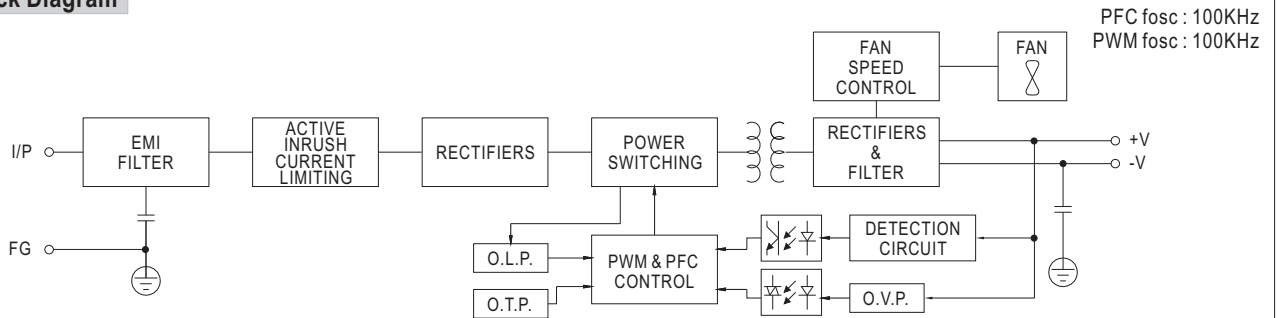 ck Diagram
PFC fosc : 100KHz
PWM fosc : 100KHz
FAN
SPEED
CONTROL
FAN
I/P
EMI
FILTER
ACTIVE
INRUSH
CURRENT
LIMITING
RECTIFIERS
POWER
SWITCHING
RECTIFIERS
&
FILTER
+V
-V
FG
O.L.P.
O.T.P.
PWM & PFC
CONTROL
DETECTION
CIRCUIT
O.V.P.